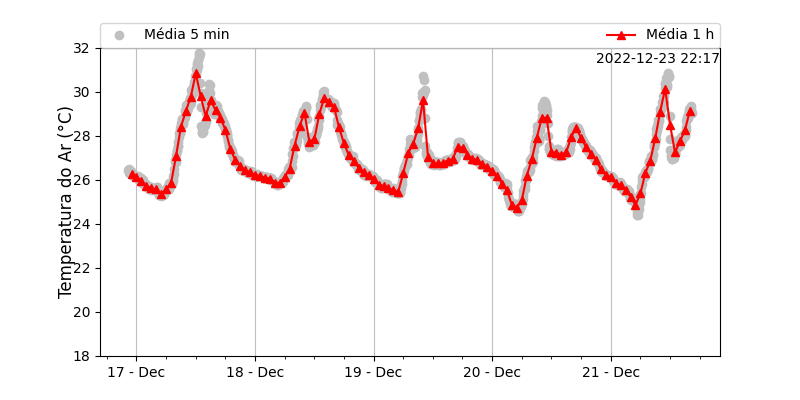 Média 5 min
Média 1 h
2022-12-23 22:17
Temperatura do Ar (°C)
32
30
28
26
24
22
20
18
17 - Dec
18 - Dec
19 - Dec
20 - Dec
21 - Dec